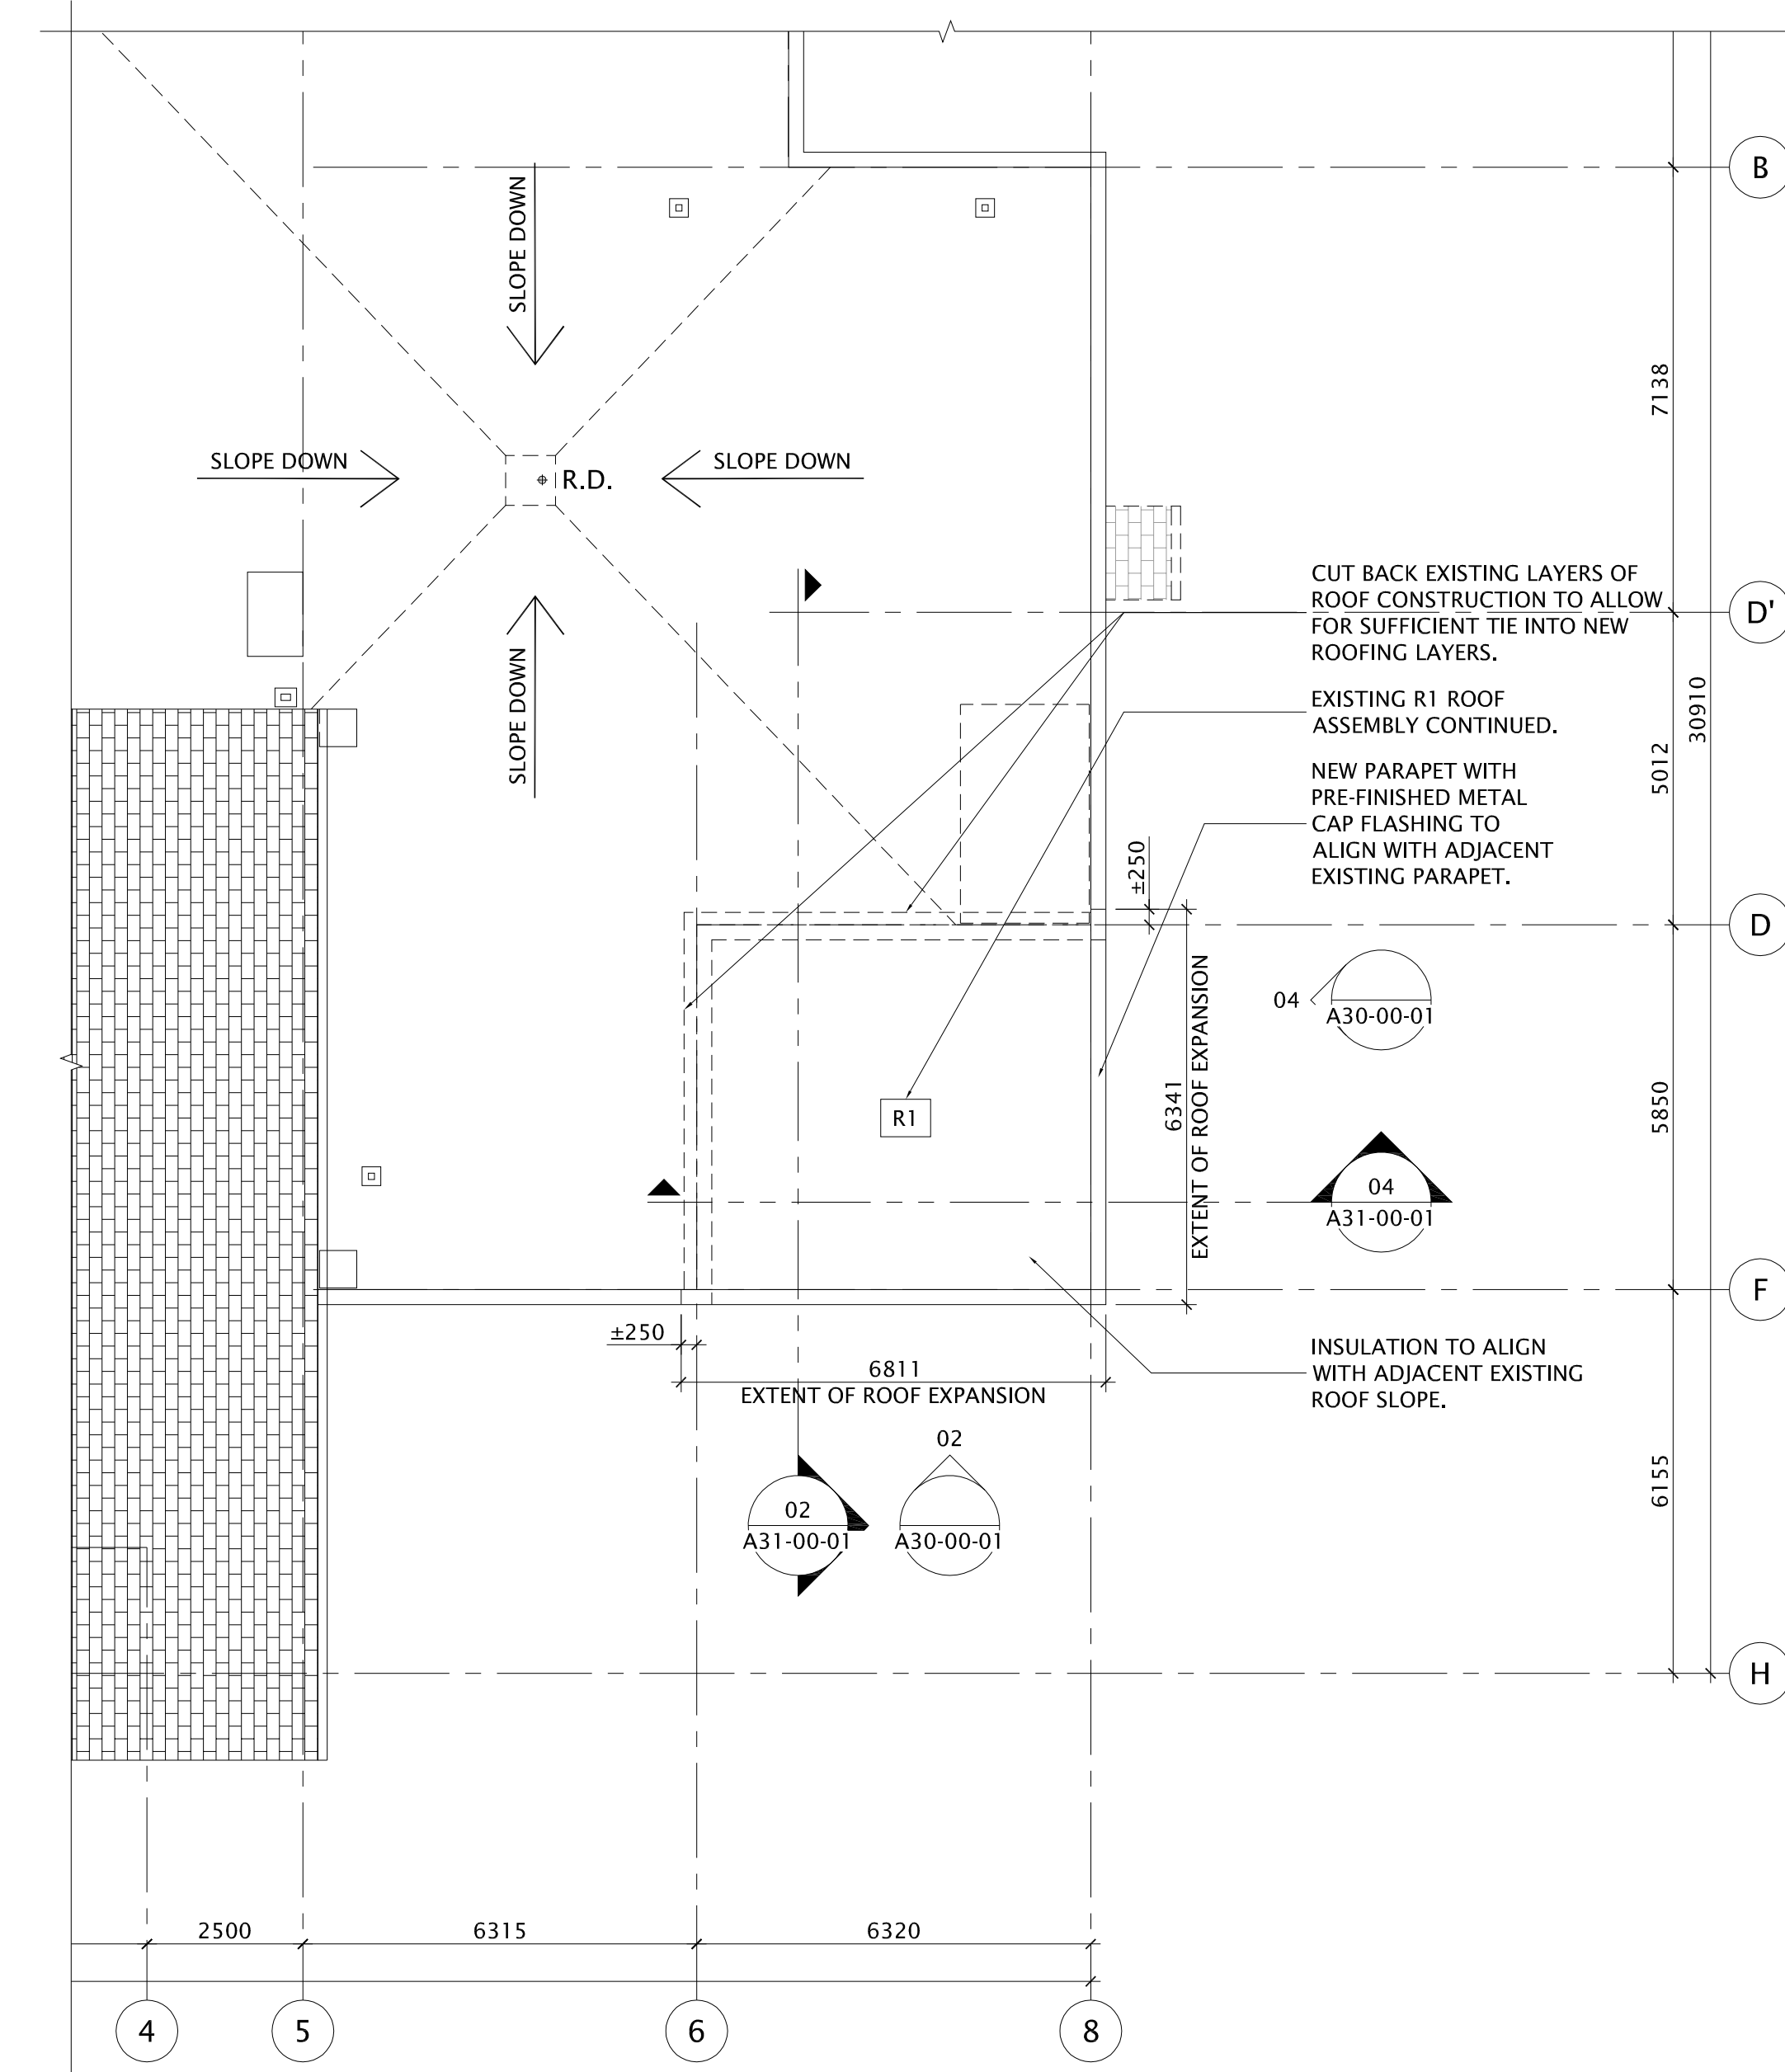 B
SLOPE DOWN
7138
SLOPE DOWN
R.D.
SLOPE DOWN
CUT BACK EXISTING LAYERS OF
ROOF CONSTRUCTION TO ALLOW
FOR SUFFICIENT TIE INTO NEW
ROOFING LAYERS.
D'
SLOPE DOWN
EXISTING R1 ROOF
ASSEMBLY CONTINUED.
30910
5012
NEW PARAPET WITH
PRE-FINISHED METAL
CAP FLASHING TO
ALIGN WITH ADJACENT
EXISTING PARAPET.
±250
D
04
A30-00-01
R1
6341
EXTENT OF ROOF EXPANSION
5850
04
A31-00-01
F
±250
6811
EXTENT OF ROOF EXPANSION
INSULATION TO ALIGN
WITH ADJACENT EXISTING
ROOF SLOPE.
02
A31-00-01
02
A30-00-01
6155
H
2500
6315
6320
4
5
6
8